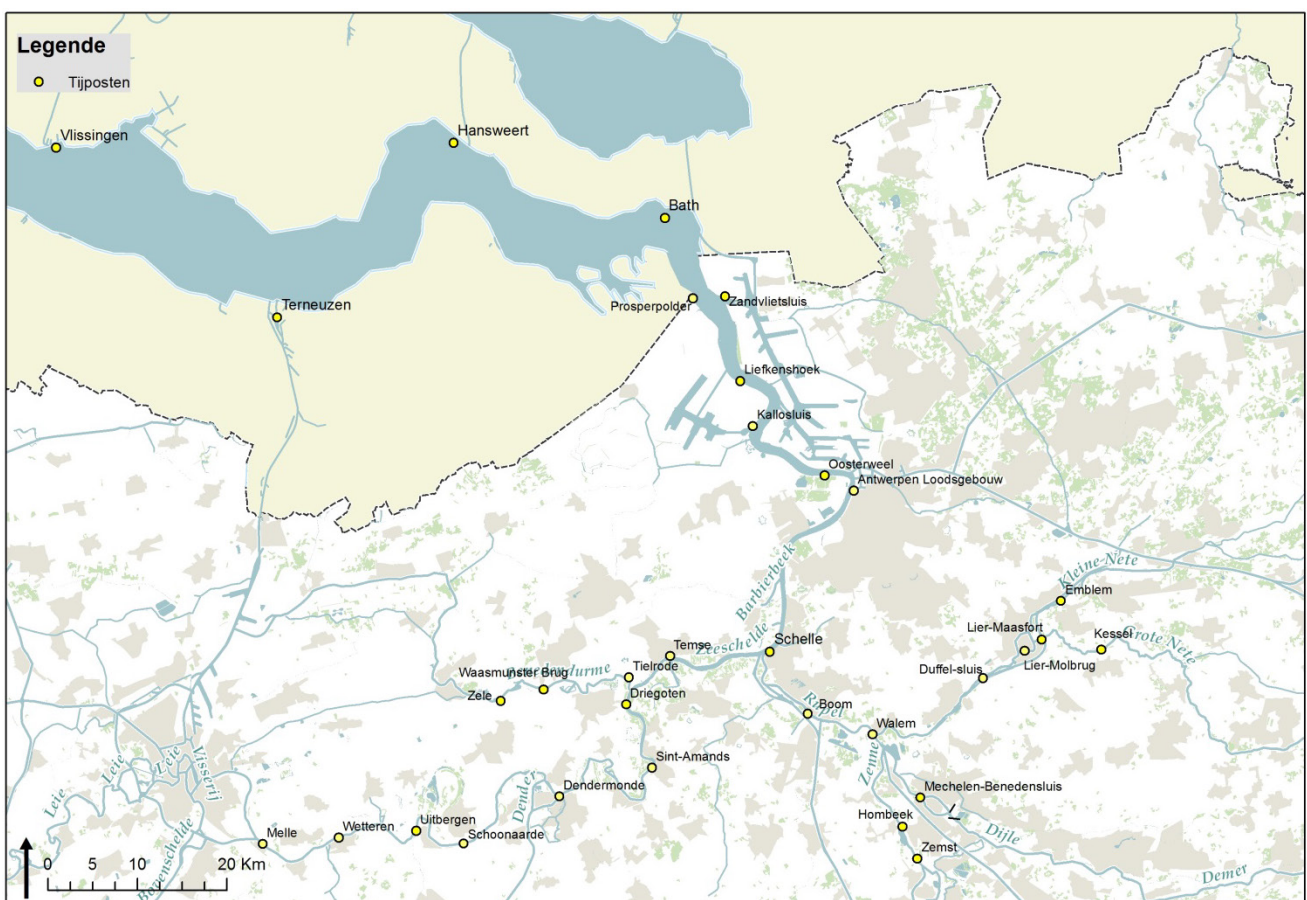 Legende
Tijposten
Vlissingen
Hansweert
Bath
Terneuzen
Prosperpolder
Zandvlietsluis
Liefkenshoek
Kallosluis
Oosterweel
Antwerpen Loodsgebouw
Barbierbeek
Kleine Nete
Emblem
Lier-Maasfort
Kessel
Grote Nete
Lier-Molbrug
Duffel-sluis
Temse
Zeeschelde
Schelle
Tielrode
Waasmunster Brug
Durme
Zele
Driegoten
Boom
Rupel
Walem
Zenne
Sint-Amands
Mechelen-Benedensluis
Dendermonde
Dender
Hombeek
Dijle
Uitbergen
Wetteren
Schoonaarde
Melle
Zemst
Demer
Leie
Leie
Leie
Visserij
Bovenschelde
0 5 10 20 Km